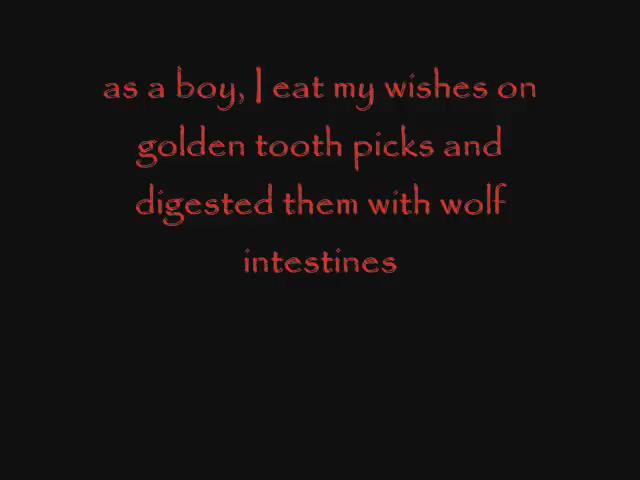 as a boy, I eat my wishes on
golden tooth picks and
digested them with wolf
intestines